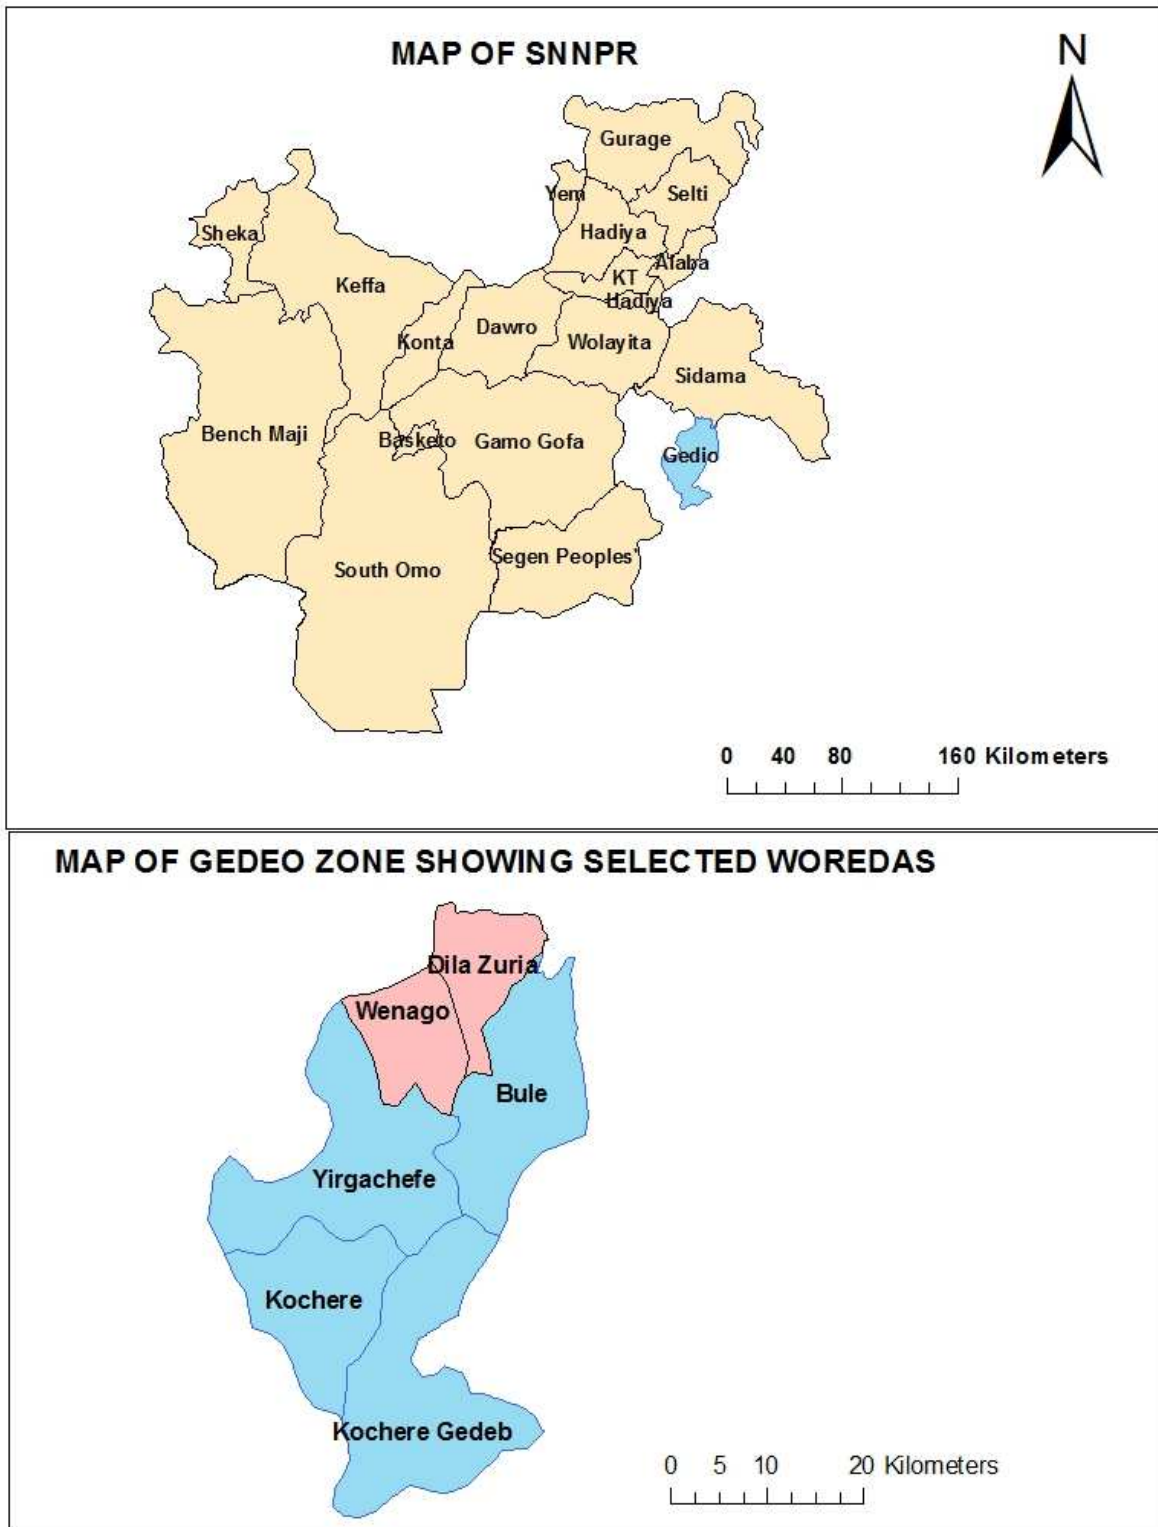 MAP OF SNNPR
N
Gurage
Yem
Selti
Sheka
Hadiya
Alaba
KT
Keffa
Hadiya
Dawro
Konta
Wolayita
Sidama
Bench Maji
Basketo
Gamo Gofa
Gedio
Segen Peoples'
South Omo
0 40 80 160 Kilometers
MAP OF GEDEO ZONE SHOWING SELECTED WOREDAS
Dila Zuria
Wenago
Bule
Yirgachefe
Kochere
Kochere Gedeb
0 5 10 20 Kilometers